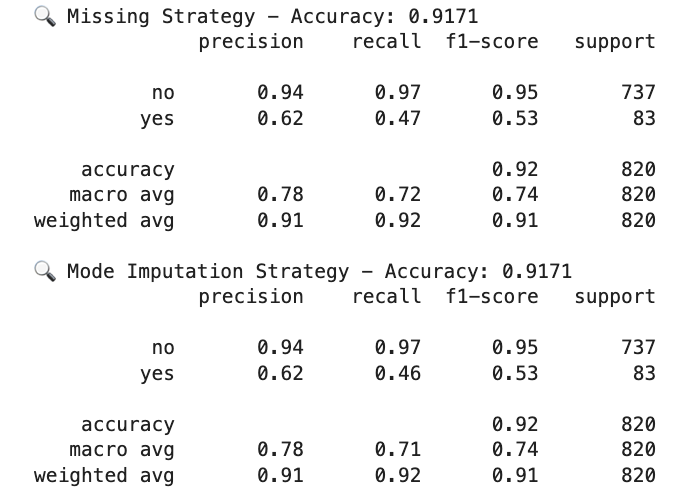 🔍 Missing Strategy – Accuracy: 0.9171
precision recall f1-score support
no 0.94 0.97 0.95 737
yes 0.62 0.47 0.53 83
accuracy 0.92 820
macro avg 0.78 0.72 0.74 820
weighted avg 0.91 0.92 0.91 820
🔍 Mode Imputation Strategy – Accuracy: 0.9171
precision recall f1-score support
no 0.94 0.97 0.95 737
yes 0.62 0.46 0.53 83
accuracy 0.92 820
macro avg 0.78 0.71 0.74 820
weighted avg 0.91 0.92 0.91 820